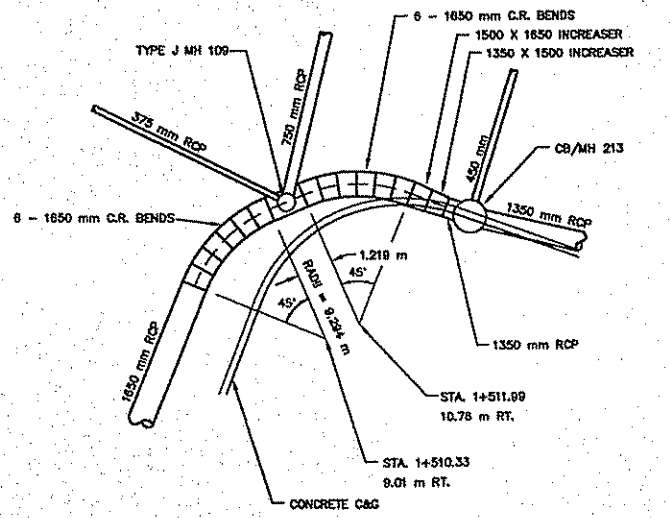 6 - 1650 mm C.R. BENDS
1500 X 1650 INCREASER
1350 X 1500 INCREASER
TYPE J MH 109
375 mm RCP
750 mm RCP
450 mm
CB/MH 213
1350 mm RCP
6 - 1650 mm C.R. BENDS
1.219 m
45°
RADII = 9.294 m
45°
1650 mm RCP
1350 mm RCP
STA. 1+511.99
10.78 m RT.
STA. 1+510.33
9.01 m RT.
CONCRETE C&G